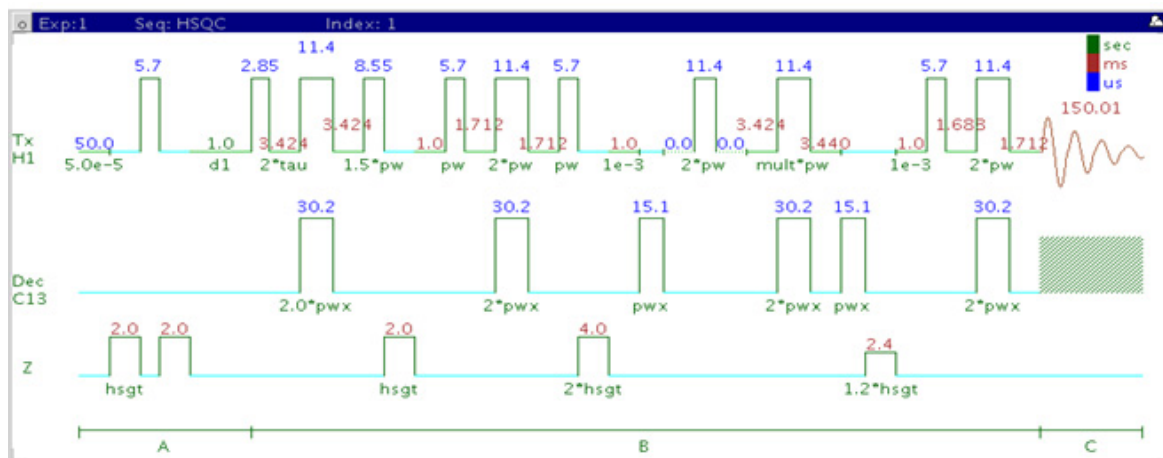 Exp:1 Seq: HSQC Index: 1
sec
ms
us
11.4
5.7 2.85 8.55 5.7 11.4 5.7 11.4 11.4 5.7 11.4
150.01
Tx
H1
50.0 1.0 3.424 3.424 1.0 1.712 1.712 1.0 0.0 0.0 3.424 3.440 1.0 1.688 1.712
5.0e-5 d1 2*tau 1.5*pw pw 2*pw pw 1e-3 2*pw mult*pw 1e-3 2*pw
30.2 30.2 15.1 30.2 15.1 30.2
Dec
C13
2.0*pwx 2*pwx pwx 2*pwx pwx 2*pwx
2.0 2.0 2.0 4.0 2.4
Z
hsgt hsgt 2*hsgt 1.2*hsgt
A B C